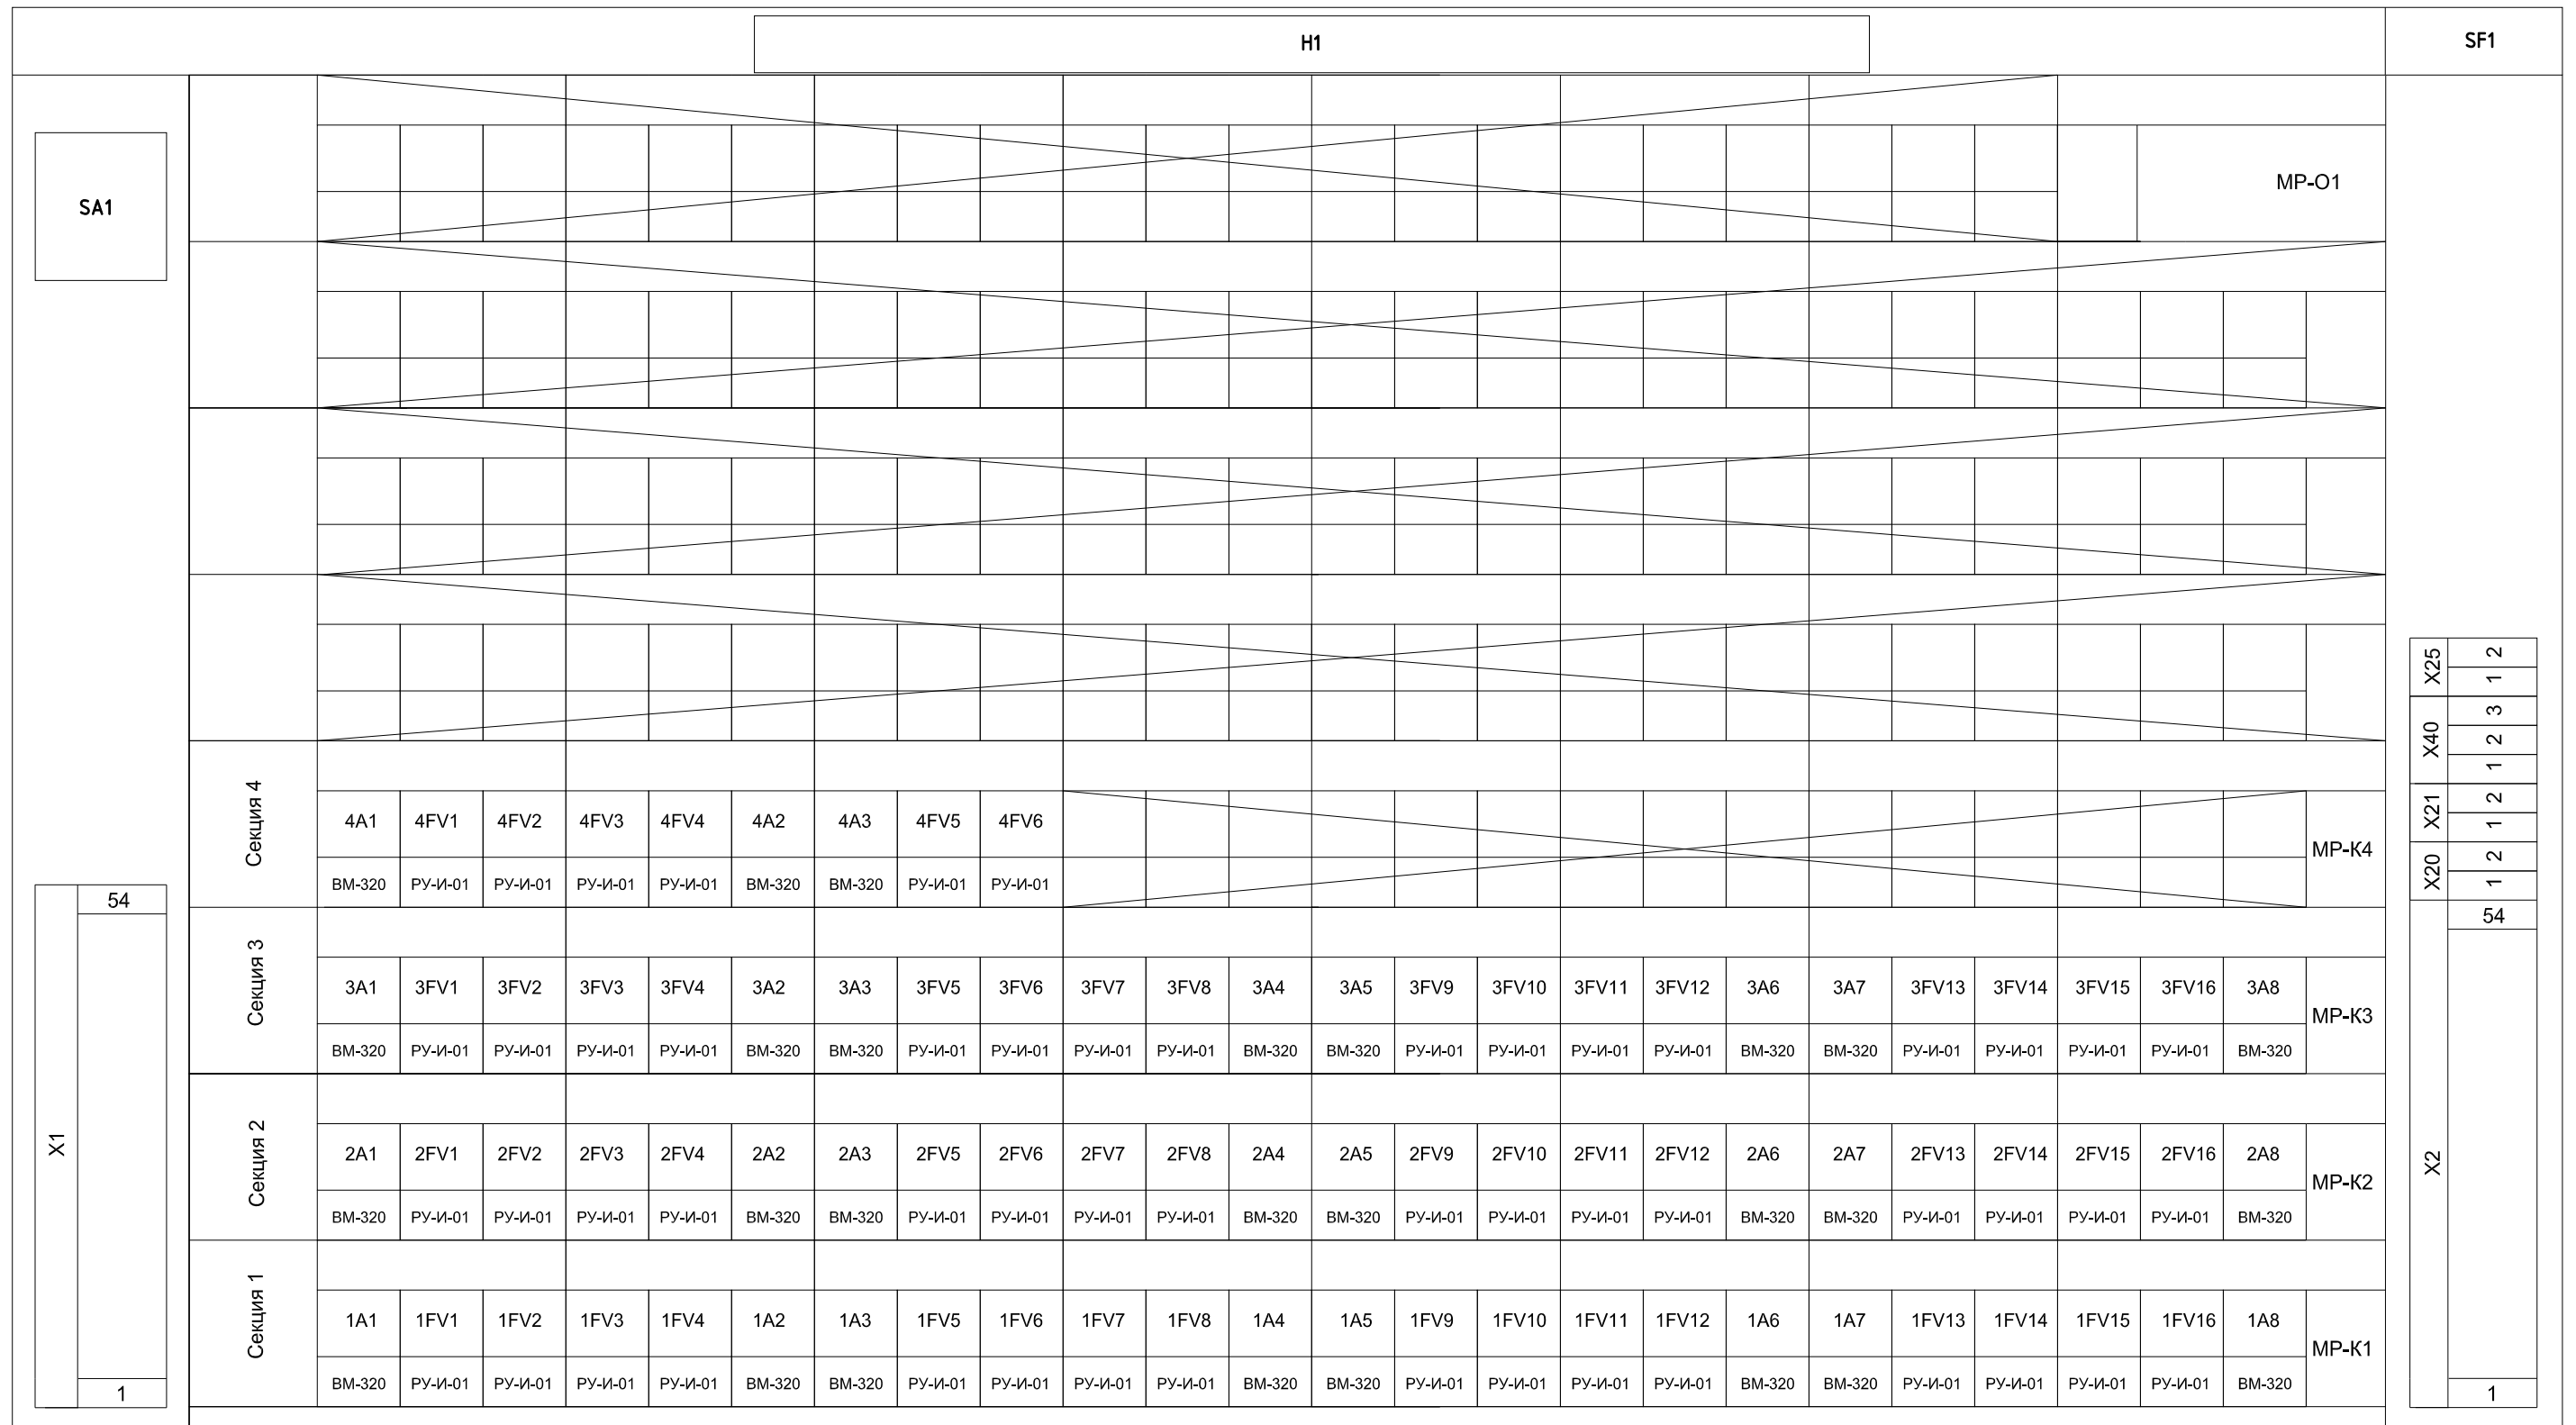 H1
SF1
SA1
МР-О1
X25
2
1
X40
3
2
1
X21
2
1
X20
2
1
Секция 4
4A1 4FV1 4FV2 4FV3 4FV4 4A2 4A3 4FV5 4FV6
МР-К4
ВМ-320 РУ-И-01 РУ-И-01 РУ-И-01 РУ-И-01 ВМ-320 ВМ-320 РУ-И-01 РУ-И-01
X1
54
1
X2
54
1
Секция 3
3A1 3FV1 3FV2 3FV3 3FV4 3A2 3A3 3FV5 3FV6 3FV7 3FV8 3A4 3A5 3FV9 3FV10 3FV11 3FV12 3A6 3A7 3FV13 3FV14 3FV15 3FV16 3A8
МР-К3
ВМ-320 РУ-И-01 РУ-И-01 РУ-И-01 РУ-И-01 ВМ-320 ВМ-320 РУ-И-01 РУ-И-01 РУ-И-01 РУ-И-01 ВМ-320 ВМ-320 РУ-И-01 РУ-И-01 РУ-И-01 РУ-И-01 ВМ-320 ВМ-320 РУ-И-01 РУ-И-01 РУ-И-01 РУ-И-01 ВМ-320
Секция 2
2A1 2FV1 2FV2 2FV3 2FV4 2A2 2A3 2FV5 2FV6 2FV7 2FV8 2A4 2A5 2FV9 2FV10 2FV11 2FV12 2A6 2A7 2FV13 2FV14 2FV15 2FV16 2A8
МР-К2
ВМ-320 РУ-И-01 РУ-И-01 РУ-И-01 РУ-И-01 ВМ-320 ВМ-320 РУ-И-01 РУ-И-01 РУ-И-01 РУ-И-01 ВМ-320 ВМ-320 РУ-И-01 РУ-И-01 РУ-И-01 РУ-И-01 ВМ-320 ВМ-320 РУ-И-01 РУ-И-01 РУ-И-01 РУ-И-01 ВМ-320
Секция 1
1A1 1FV1 1FV2 1FV3 1FV4 1A2 1A3 1FV5 1FV6 1FV7 1FV8 1A4 1A5 1FV9 1FV10 1FV11 1FV12 1A6 1A7 1FV13 1FV14 1FV15 1FV16 1A8
МР-К1
ВМ-320 РУ-И-01 РУ-И-01 РУ-И-01 РУ-И-01 ВМ-320 ВМ-320 РУ-И-01 РУ-И-01 РУ-И-01 РУ-И-01 ВМ-320 ВМ-320 РУ-И-01 РУ-И-01 РУ-И-01 РУ-И-01 ВМ-320 ВМ-320 РУ-И-01 РУ-И-01 РУ-И-01 РУ-И-01 ВМ-320